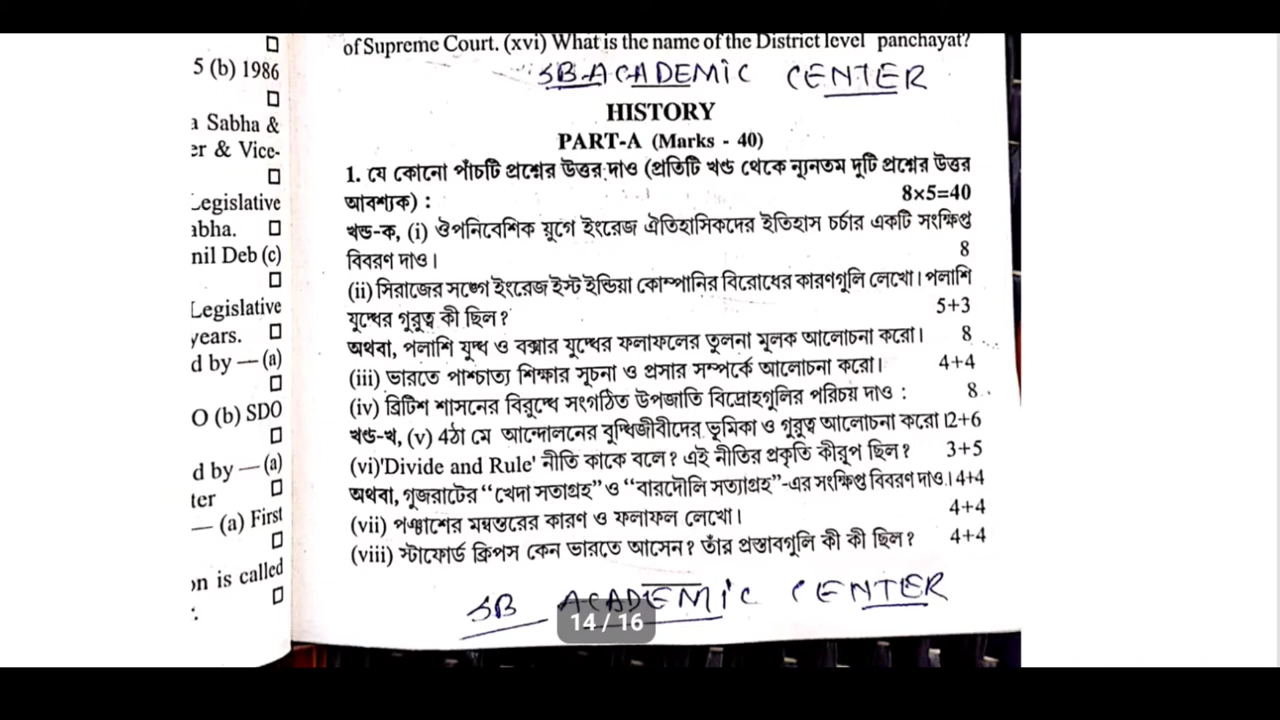 of Supreme Court. (xvi) What is the name of the District level panchayat?
SB ACADEMIC CENTER
HISTORY
PART-A (Marks - 40)
1. যে কোনো পাঁচটি প্রশ্নের উত্তর দাও (প্রতিটি খণ্ড থেকে ন্যূনতম দুটি প্রশ্নের উত্তর
আবশ্যক) : 8×5=40
খণ্ড-ক, (i) ঔপনিবেশিক যুগে ইংরেজ ঐতিহাসিকদের ইতিহাস চর্চার একটি সংক্ষিপ্ত
বিবরণ দাও। 8
(ii) সিরাজের সঙ্গে ইংরেজ ইস্ট ইন্ডিয়া কোম্পানির বিরোধের কারণগুলি লেখো। পলাশি
যুদ্ধের গুরুত্ব কী ছিল? 5+3
অথবা, পলাশি যুদ্ধ ও বক্সার যুদ্ধের ফলাফলের তুলনা মূলক আলোচনা করো। 8
(iii) ভারতে পাশ্চাত্য শিক্ষার সূচনা ও প্রসার সম্পর্কে আলোচনা করো। 4+4
(iv) ব্রিটিশ শাসনের বিরুদ্ধে সংগঠিত উপজাতি বিদ্রোহগুলির পরিচয় দাও : 8
খণ্ড-খ, (v) 4ঠা মে আন্দোলনের বুদ্ধিজীবীদের ভূমিকা ও গুরুত্ব আলোচনা করো। 2+6
(vi) 'Divide and Rule' নীতি কাকে বলে? এই নীতির প্রকৃতি কীরূপ ছিল? 3+5
অথবা, গুজরাটের “খেদা সতাগ্রহ” ও “বারদৌলি সত্যাগ্রহ”-এর সংক্ষিপ্ত বিবরণ দাও। 4+4
(vii) পঞ্চাশের মন্বন্তরের কারণ ও ফলাফল লেখো। 4+4
(viii) স্টাফোর্ড ক্রিপস কেন ভারতে আসেন? তাঁর প্রস্তাবগুলি কী কী ছিল? 4+4
SB ACADEMIC CENTER
14 / 16
5 (b) 1986
a Sabha &
er & Vice-
Legislative
abha.
nil Deb (c)
Legislative
years.
d by — (a)
O (b) SDO
d by — (a)
ter
— (a) First
on is called
: